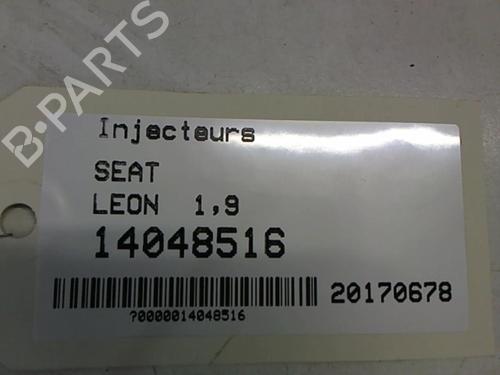 B-PARTS
Injecteurs
SEAT
LEON 1,9
14048516
20170678
?0000014048516